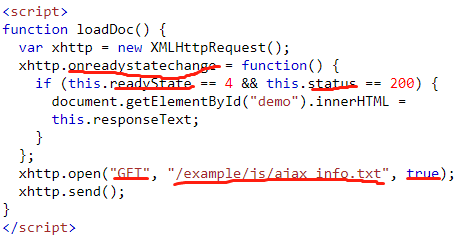 <script>
function loadDoc() {
  var xhttp = new XMLHttpRequest();
  xhttp.onreadystatechange = function() {
    if (this.readyState == 4 && this.status == 200) {
      document.getElementById("demo").innerHTML =
      this.responseText;
    }
  };
  xhttp.open("GET", "/example/js/ajax_info.txt", true);
  xhttp.send();
}
</script>